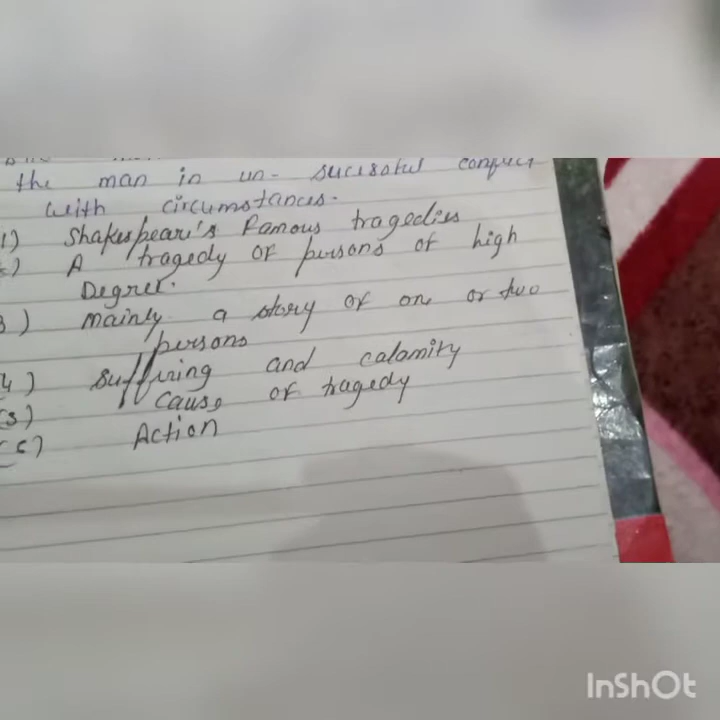 the man in un- sucessful conflict
with circumstances.
1) Shakespeare's Famous tragedies
2) A tragedy of persons of high
Degree.
3) mainly a story of one or two
persons
4) suffering and calamity
(5) cause of tragedy
(6) Action
InShOt